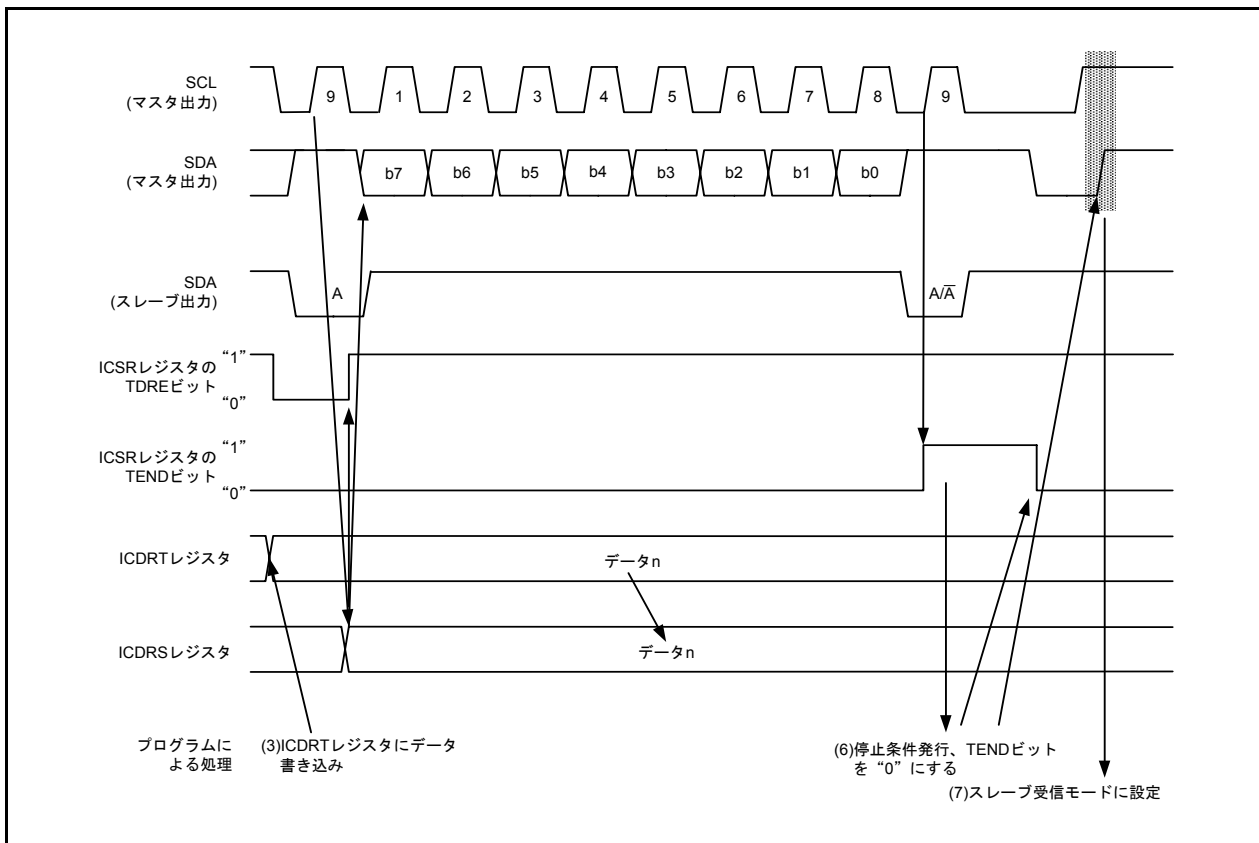 SCL
(マスタ出力)
9 1 2 3 4 5 6 7 8 9
SDA
(マスタ出力)
b7 b6 b5 b4 b3 b2 b1 b0
SDA
(スレーブ出力)
A A/A̅
ICSRレジスタの
TDREビット
“1”
“0”
ICSRレジスタの
TENDビット
“1”
“0”
ICDRTレジスタ
データn
ICDRSレジスタ
データn
プログラムに
よる処理
(3)ICDRTレジスタにデータ
書き込み
(6)停止条件発行、TENDビット
を“0”にする
(7)スレーブ受信モードに設定